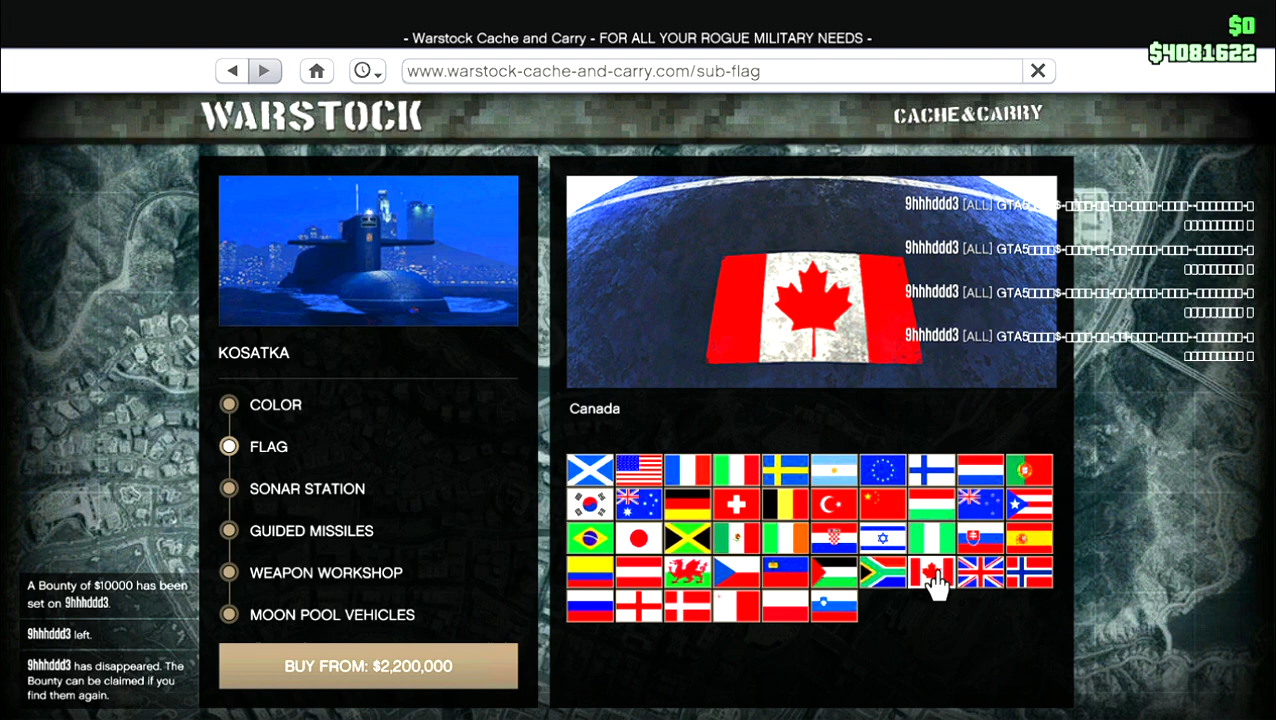 - Warstock Cache and Carry - FOR ALL YOUR ROGUE MILITARY NEEDS -
$0
$4081622
www.warstock-cache-and-carry.com/sub-flag
WARSTOCK
CACHE&CARRY
KOSATKA
COLOR
FLAG
SONAR STATION
GUIDED MISSILES
WEAPON WORKSHOP
MOON POOL VEHICLES
BUY FROM: $2,200,000
Canada
9hhhddd3 [ALL] GTA5
9hhhddd3 [ALL] GTA5
9hhhddd3 [ALL] GTA5
9hhhddd3 [ALL] GTA5
A Bounty of $10000 has been
set on 9hhhddd3.
9hhhddd3 left.
9hhhddd3 has disappeared. The
Bounty can be claimed if you
find them again.